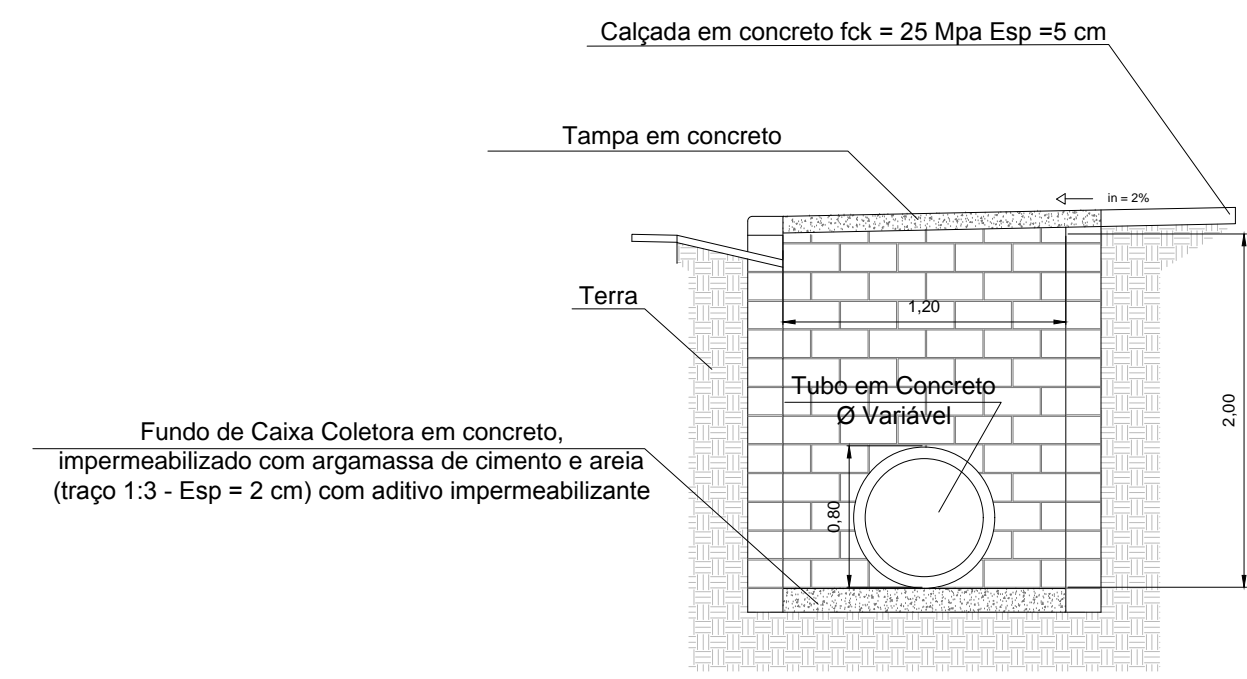 Calçada em concreto fck = 25 Mpa Esp =5 cm
Tampa em concreto
in = 2%
Terra
1,20
Tubo em Concreto
Ø Variável
2,00
Fundo de Caixa Coletora em concreto,
impermeabilizado com argamassa de cimento e areia
(traço 1:3 - Esp = 2 cm) com aditivo impermeabilizante
0,80